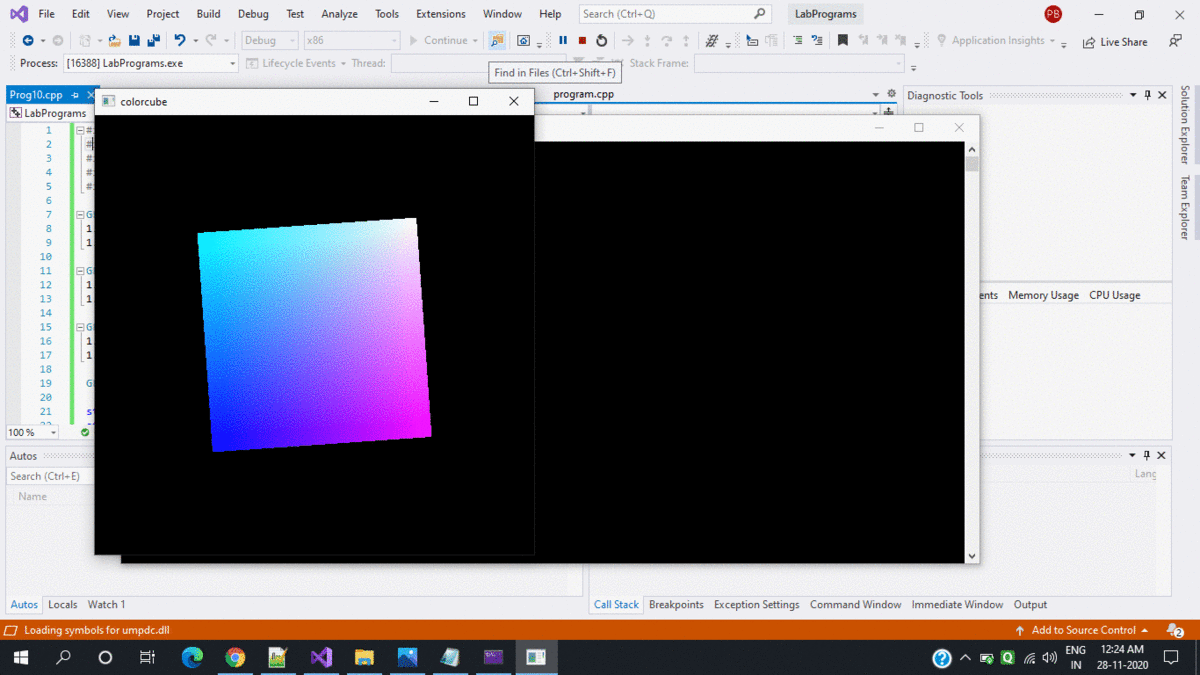 File Edit View Project Build Debug Test Analyze Tools Extensions Window Help Search (Ctrl+Q) LabPrograms PB
Debug x86 Continue Application Insights Live Share
Process: [16388] LabPrograms.exe Lifecycle Events Thread: Stack Frame:
Find in Files (Ctrl+Shift+F)
Prog10.cpp program.cpp Diagnostic Tools
colorcube
LabPrograms
Solution Explorer
Team Explorer
1 #
2 #
3 #
4 #
5 #
6
7 G
8 1
9 1
10
11 G
12 1
13 1
14
15 G
16 1
17 1
18
19 G
20
21 s
22
ents Memory Usage CPU Usage
100 %
Autos
Search (Ctrl+E)
Name
Lang
Autos Locals Watch 1
Call Stack Breakpoints Exception Settings Command Window Immediate Window Output
Loading symbols for umpdc.dll Add to Source Control 2
ENG
IN
12:24 AM
28-11-2020